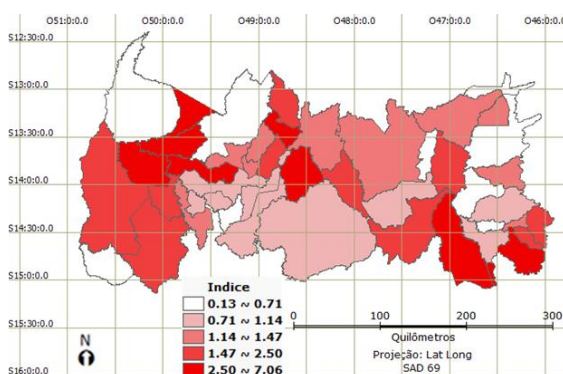 O51:0:0.0 O50:0:0.0 O49:0:0.0 O48:0:0.0 O47:0:0.0 O46:0:0.0
S12:30:0.0
S13:0:0.0
S13:30:0.0
S14:0:0.0
S14:30:0.0
S15:0:0.0
S15:30:0.0
S16:0:0.0
N
Indice
0.13 ~ 0.71
0.71 ~ 1.14
1.14 ~ 1.47
1.47 ~ 2.50
2.50 ~ 7.06
0 100 200 300
Quilômetros
Projeção: Lat Long
SAD 69